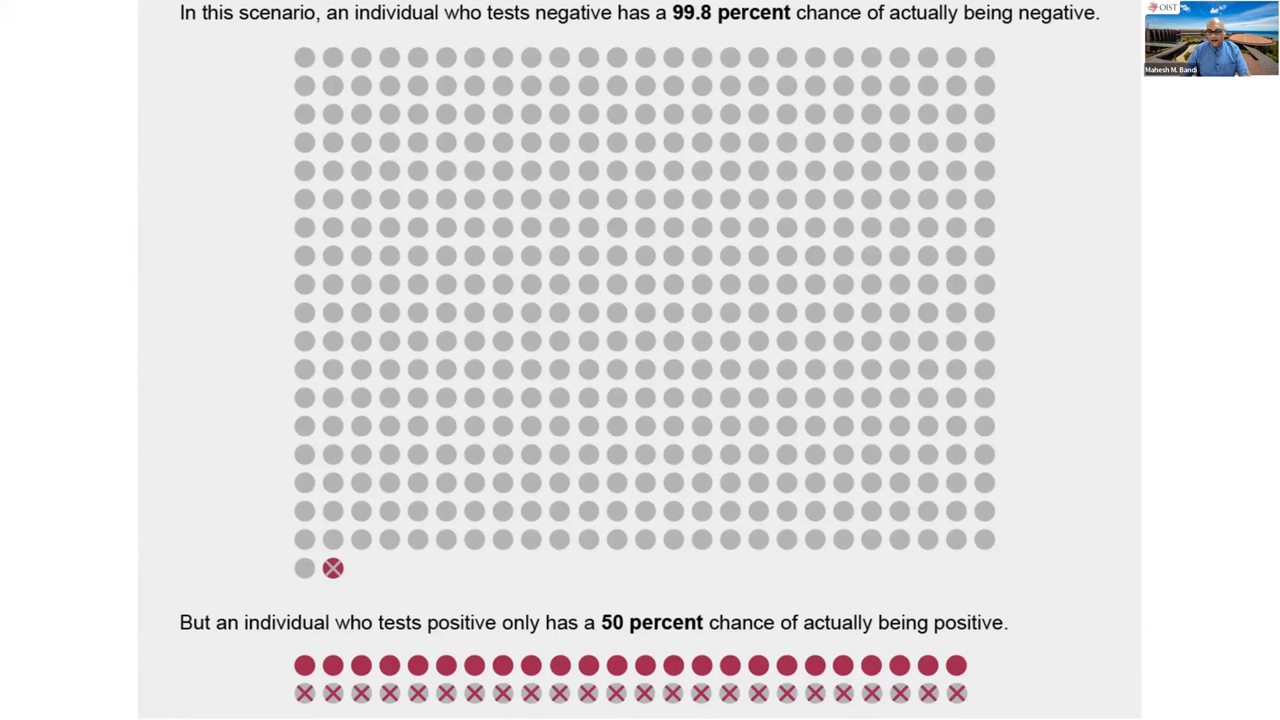 In this scenario, an individual who tests negative has a 99.8 percent chance of actually being negative.
OIST
Mahesh M. Bandi
But an individual who tests positive only has a 50 percent chance of actually being positive.